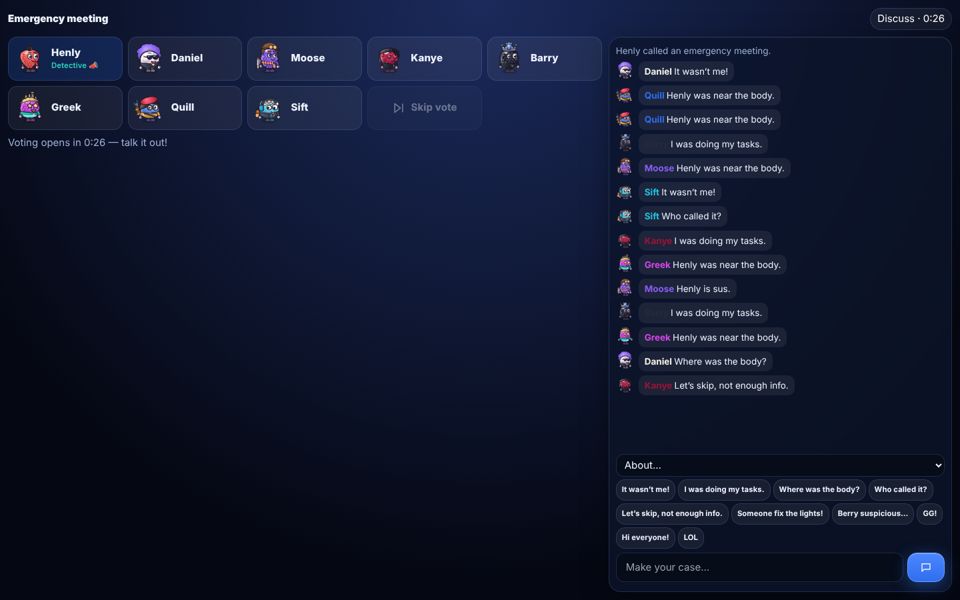 Emergency meeting
Discuss · 0:26
Henly
Detective
Daniel
Moose
Kanye
Barry
Greek
Quill
Sift
Skip vote
Voting opens in 0:26 — talk it out!
Henly called an emergency meeting.
Daniel It wasn't me!
Quill Henly was near the body.
Quill Henly was near the body.
I was doing my tasks.
Moose Henly was near the body.
Sift It wasn't me!
Sift Who called it?
Kanye I was doing my tasks.
Greek Henly was near the body.
Moose Henly is sus.
I was doing my tasks.
Greek Henly was near the body.
Daniel Where was the body?
Kanye Let's skip, not enough info.
About...
It wasn't me!
I was doing my tasks.
Where was the body?
Who called it?
Let's skip, not enough info.
Someone fix the lights!
Berry suspicious...
GG!
Hi everyone!
LOL
Make your case...